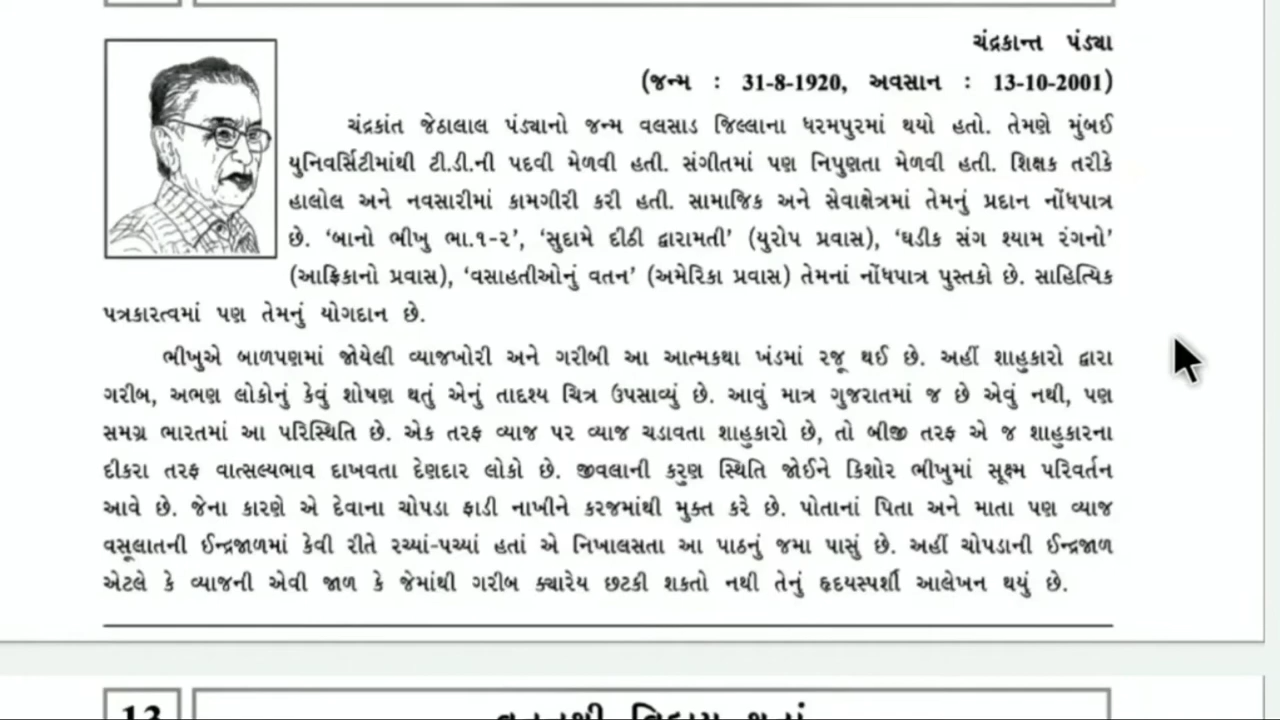 ચંદ્રકાન્ત પંડ્યા
(જન્મ : 31-8-1920, અવસાન : 13-10-2001)
ચંદ્રકાંત જેઠાલાલ પંડ્યાનો જન્મ વલસાડ જિલ્લાના ધરમપુરમાં થયો હતો. તેમણે મુંબઈ
યુનિવર્સિટીમાંથી ટી.ડી.ની પદવી મેળવી હતી. સંગીતમાં પણ નિપુણતા મેળવી હતી. શિક્ષક તરીકે
હાલોલ અને નવસારીમાં કામગીરી કરી હતી. સામાજિક અને સેવાક્ષેત્રમાં તેમનું પ્રદાન નોંધપાત્ર
છે. ‘બાનો ભીખુ ભા.૧-૨’, ‘સુદામે દીઠી દ્વારામતી’ (યુરોપ પ્રવાસ), ‘ઘડીક સંગ શ્યામ રંગનો’
(આફ્રિકાનો પ્રવાસ), ‘વસાહતીઓનું વતન’ (અમેરિકા પ્રવાસ) તેમનાં નોંધપાત્ર પુસ્તકો છે. સાહિત્યિક
પત્રકારત્વમાં પણ તેમનું યોગદાન છે.
ભીખુએ બાળપણમાં જોયેલી વ્યાજખોરી અને ગરીબી આ આત્મકથા ખંડમાં રજૂ થઈ છે. અહીં શાહુકારો દ્વારા
ગરીબ, અભણ લોકોનું કેવું શોષણ થતું એનું તાદશ્ય ચિત્ર ઉપસાવ્યું છે. આવું માત્ર ગુજરાતમાં જ છે એવું નથી, પણ
સમગ્ર ભારતમાં આ પરિસ્થિતિ છે. એક તરફ વ્યાજ પર વ્યાજ ચડાવતા શાહુકારો છે, તો બીજી તરફ એ જ શાહુકારના
દીકરા તરફ વાત્સલ્યભાવ દાખવતા દેણદાર લોકો છે. જીવલાની કરુણ સ્થિતિ જોઈને કિશોર ભીખુમાં સૂક્ષ્મ પરિવર્તન
આવે છે. જેના કારણે એ દેવાના ચોપડા ફાડી નાખીને કરજમાંથી મુક્ત કરે છે. પોતાનાં પિતા અને માતા પણ વ્યાજ
વસૂલાતની ઈન્દ્રજાળમાં કેવી રીતે રચ્યાં-પચ્યાં હતાં એ નિખાલસતા આ પાઠનું જમા પાસું છે. અહીં ચોપડાની ઈન્દ્રજાળ
એટલે કે વ્યાજની એવી જાળ કે જેમાંથી ગરીબ ક્યારેય છટકી શકતો નથી તેનું હૃદયસ્પર્શી આલેખન થયું છે.
13